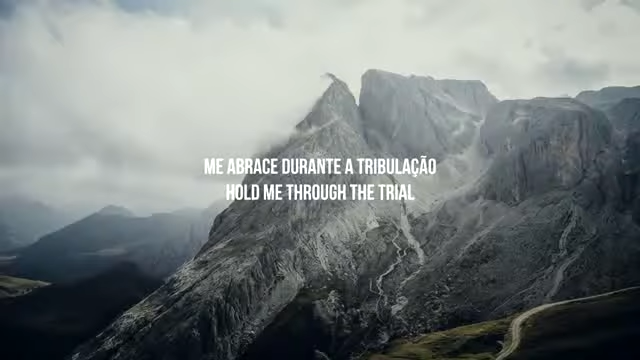 ME ABRACE DURANTE A TRIBULAÇÃO
HOLD ME THROUGH THE TRIAL